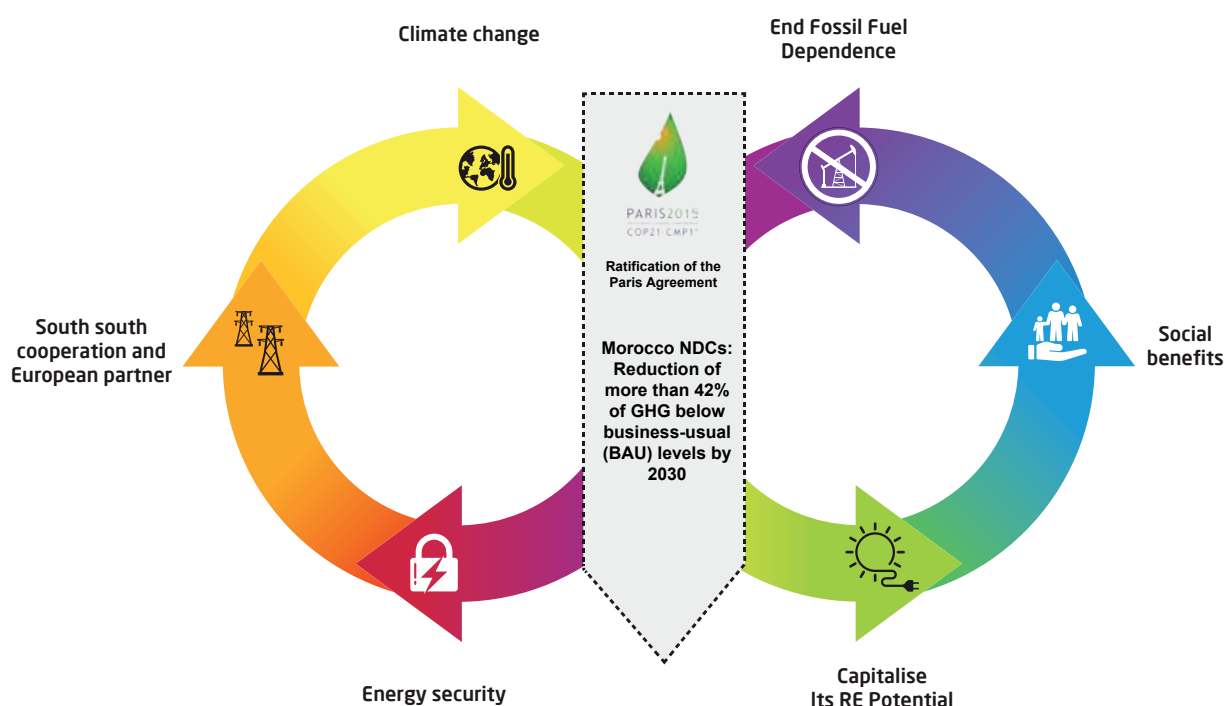 Climate change
End Fossil Fuel
Dependence
PARIS2015
COP21·CMP11
Ratification of the
Paris Agreement
South south
cooperation and
European partner
Morocco NDCs:
Reduction of
more than 42%
of GHG below
business-usual
(BAU) levels by
2030
Social
benefits
Energy security
Capitalise
Its RE Potential